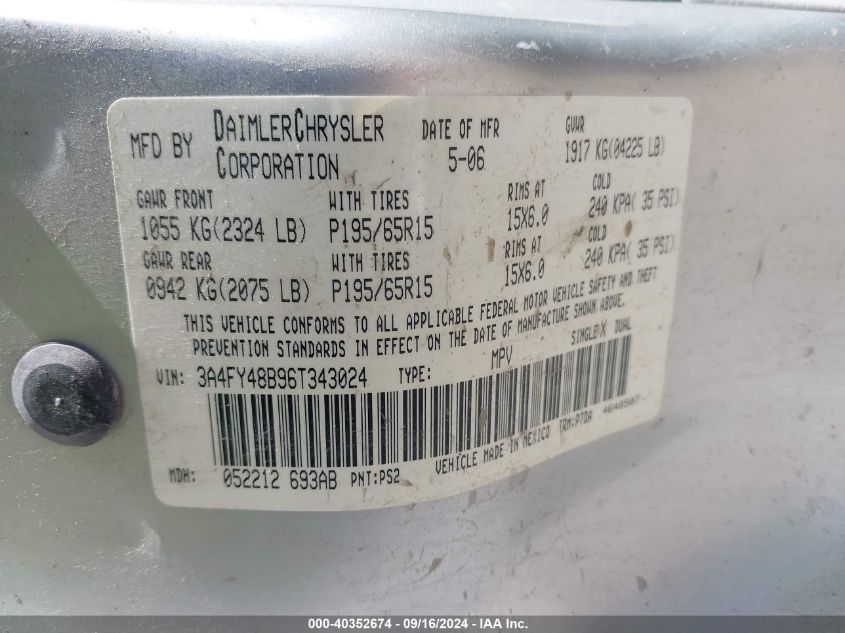 MFD BY DAIMLERCHRYSLER CORPORATION DATE OF MFR 5-06 GVWR 1917 KG(04225 LB)
GAWR FRONT WITH TIRES RIMS AT COLD
1055 KG(2324 LB) P195/65R15 15X6.0 240 KPA( 35 PSI)
GAWR REAR WITH TIRES RIMS AT COLD
0942 KG(2075 LB) P195/65R15 15X6.0 240 KPA( 35 PSI)
THIS VEHICLE CONFORMS TO ALL APPLICABLE FEDERAL MOTOR VEHICLE SAFETY AND THEFT
PREVENTION STANDARDS IN EFFECT ON THE DATE OF MANUFACTURE SHOWN ABOVE.
VIN: 3A4FY48B96T343024 TYPE: MPV SINGLE X DUAL
MDH: 052212 693AB PNT:PS2 VEHICLE MADE IN MEXICO TRM:P7DA 4648507
000-40352674 - 09/16/2024 - IAAI.COM